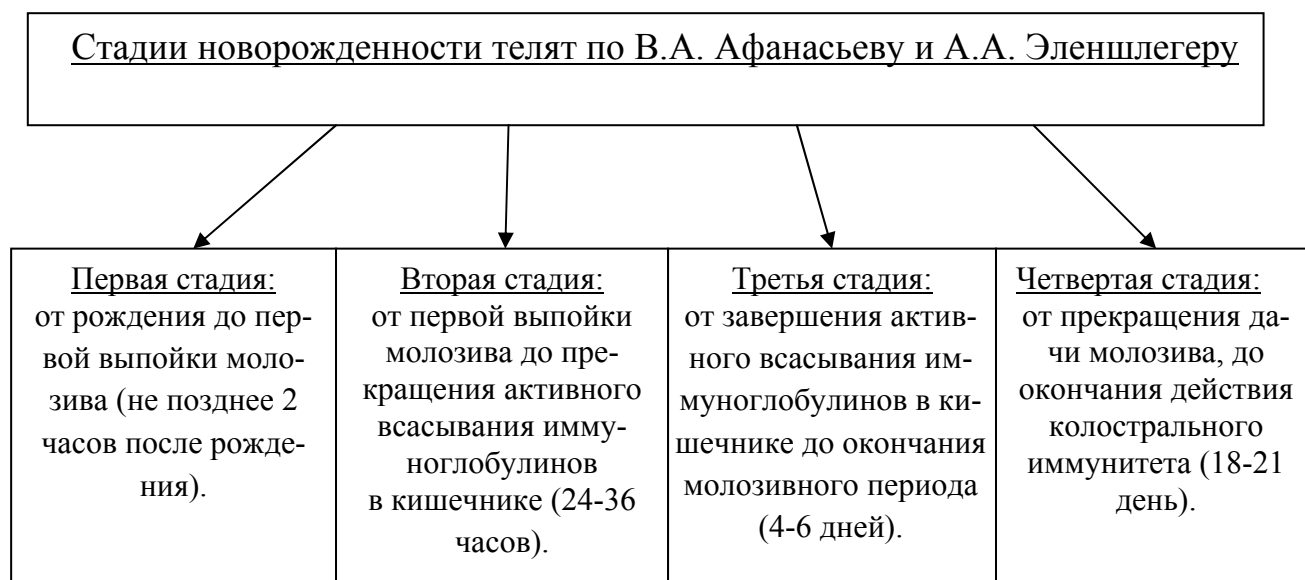 Стадии новорожденности телят по В.А. Афанасьеву и А.А. Эленшлегеру
Первая стадия:
от рождения до пер-
вой выпойки моло-
зива (не позднее 2
часов после рожде-
ния).
Вторая стадия:
от первой выпойки
молозива до пре-
кращения активного
всасывания имму-
ноглобулинов
в кишечнике (24-36
часов).
Третья стадия:
от завершения актив-
ного всасывания им-
муноглобулинов в ки-
шечнике до окончания
молозивного периода
(4-6 дней).
Четвертая стадия:
от прекращения да-
чи молозива, до
окончания действия
колострального
иммунитета (18-21
день).